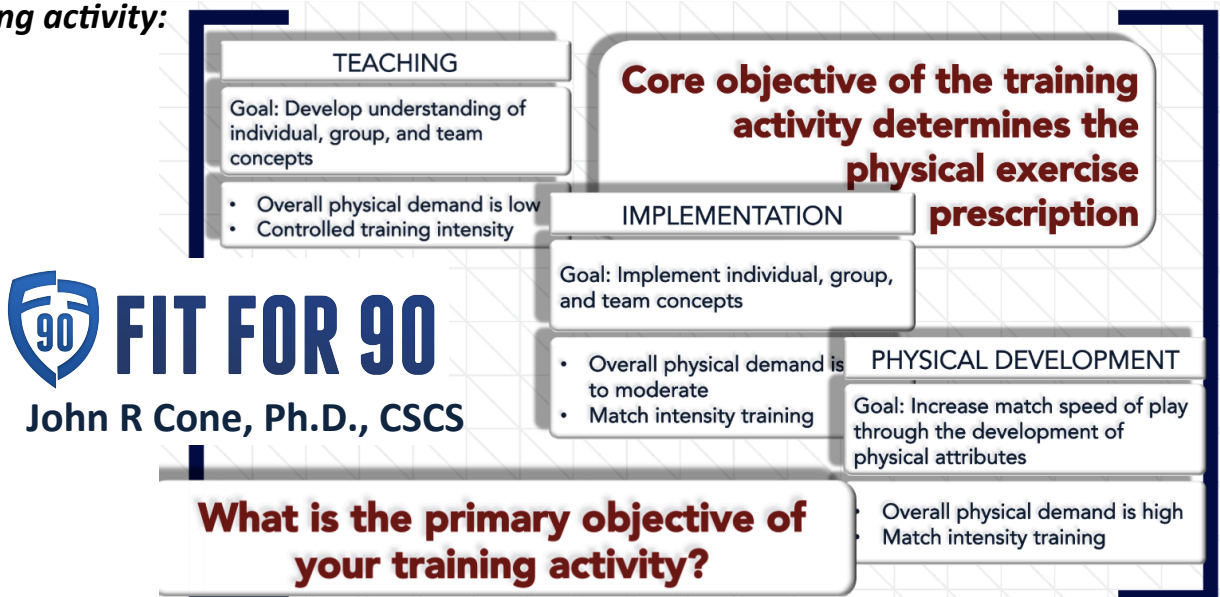 ng activity:
TEACHING
Goal: Develop understanding of
individual, group, and team
concepts
• Overall physical demand is low
• Controlled training intensity
Core objective of the training
activity determines the
physical exercise
prescription
IMPLEMENTATION
Goal: Implement individual, group,
and team concepts
• Overall physical demand is
to moderate
• Match intensity training
90 FIT FOR 90
John R Cone, Ph.D., CSCS
PHYSICAL DEVELOPMENT
Goal: Increase match speed of play
through the development of
physical attributes
• Overall physical demand is high
• Match intensity training
What is the primary objective of
your training activity?